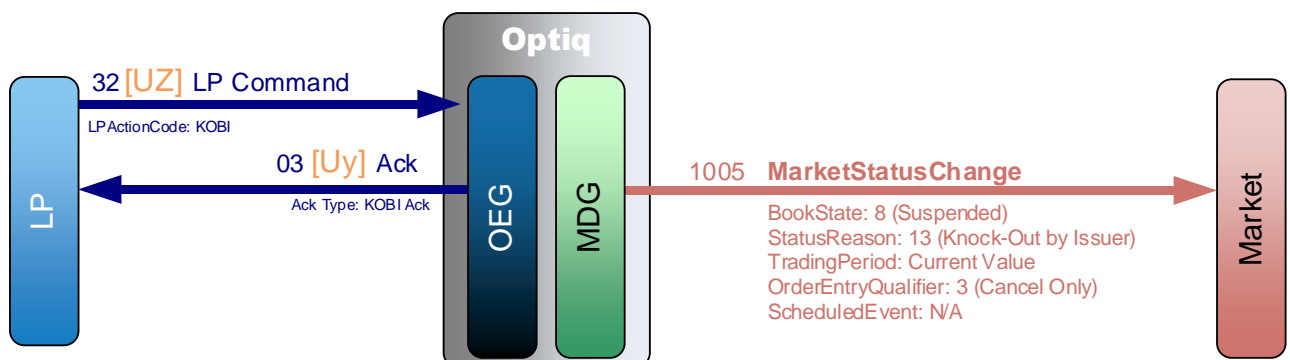 Optiq
32 [UZ] LP Command
LPActionCode: KOBI
03 [Uy] Ack
Ack Type: KOBI Ack
LP
OEG
MDG
1005 MarketStatusChange
BookState: 8 (Suspended)
StatusReason: 13 (Knock-Out by Issuer)
TradingPeriod: Current Value
OrderEntryQualifier: 3 (Cancel Only)
ScheduledEvent: N/A
Market